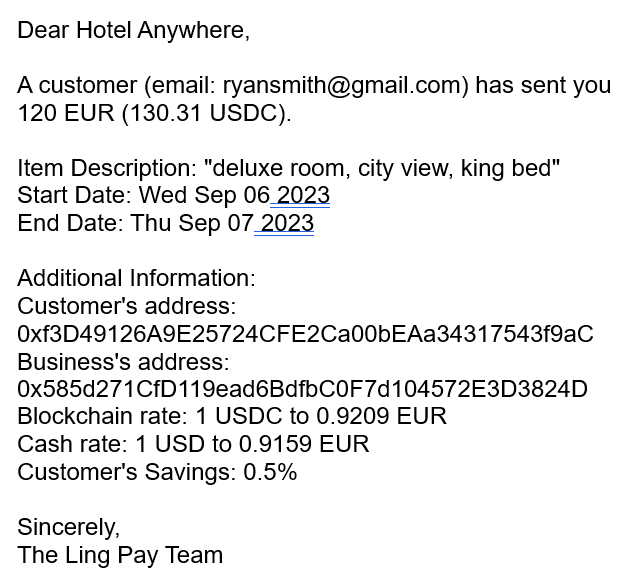 Dear Hotel Anywhere,
A customer (email: ryansmith@gmail.com) has sent you
120 EUR (130.31 USDC).
Item Description: "deluxe room, city view, king bed"
Start Date: Wed Sep 06 2023
End Date: Thu Sep 07 2023
Additional Information:
Customer's address:
0xf3D49126A9E25724CFE2Ca00bEAa34317543f9aC
Business's address:
0x585d271CfD119ead6BdfbC0F7d104572E3D3824D
Blockchain rate: 1 USDC to 0.9209 EUR
Cash rate: 1 USD to 0.9159 EUR
Customer's Savings: 0.5%
Sincerely,
The Ling Pay Team